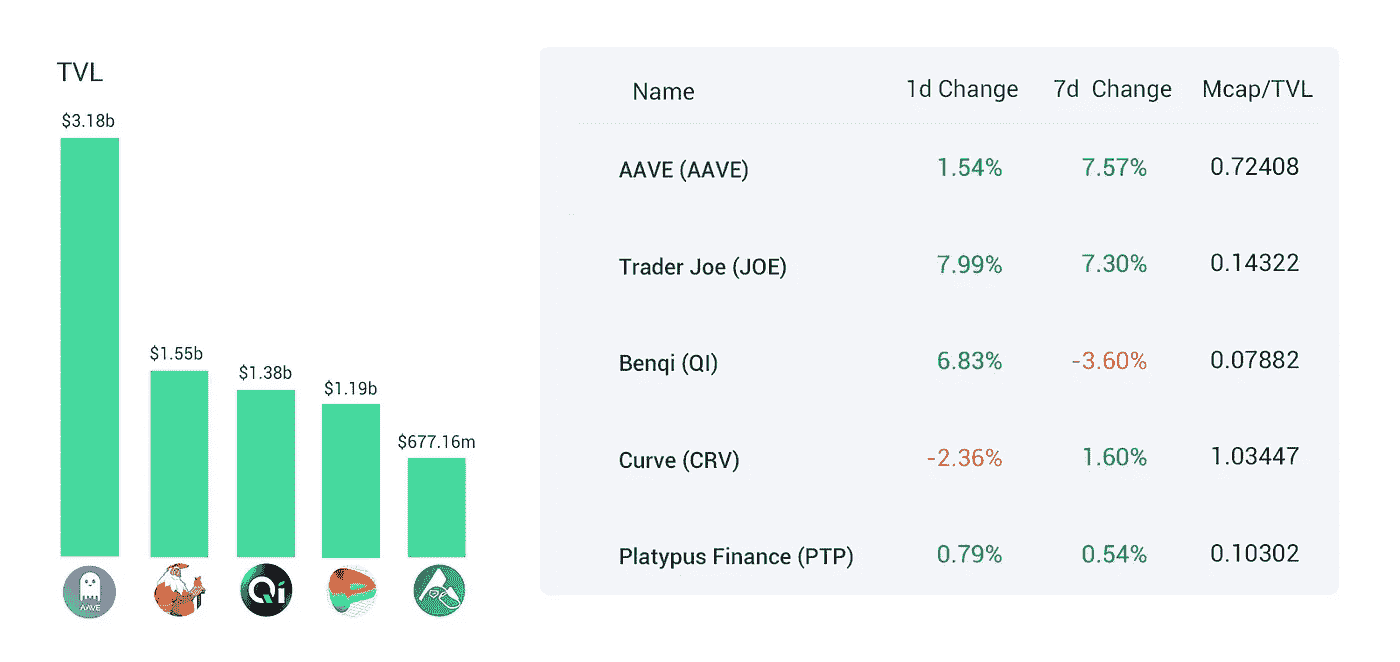 TVL
$3.18b
$1.55b
$1.38b
$1.19b
$677.16m
AAVE
Qi
Name 1d Change 7d Change Mcap/TVL
AAVE (AAVE) 1.54% 7.57% 0.72408
Trader Joe (JOE) 7.99% 7.30% 0.14322
Benqi (QI) 6.83% -3.60% 0.07882
Curve (CRV) -2.36% 1.60% 1.03447
Platypus Finance (PTP) 0.79% 0.54% 0.10302